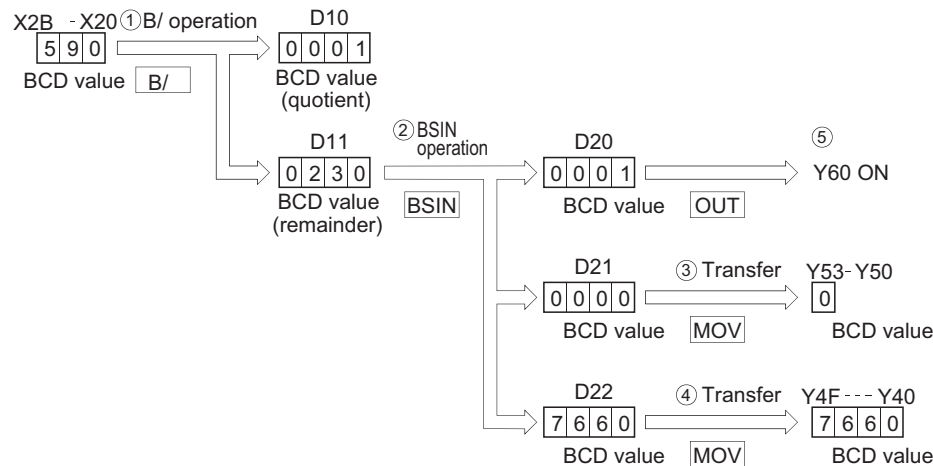 X2B - X20 ① B/ operation
5 9 0
BCD value B/
D10
0 0 0 1
BCD value
(quotient)
D11
0 2 3 0
BCD value
(remainder)
② BSIN
operation
BSIN
D20
0 0 0 1
BCD value OUT
⑤
Y60 ON
D21
0 0 0 0
BCD value
③ Transfer
MOV
Y53-Y50
0
BCD value
D22
7 6 6 0
BCD value
④ Transfer
MOV
Y4F --- Y40
7 6 6 0
BCD value